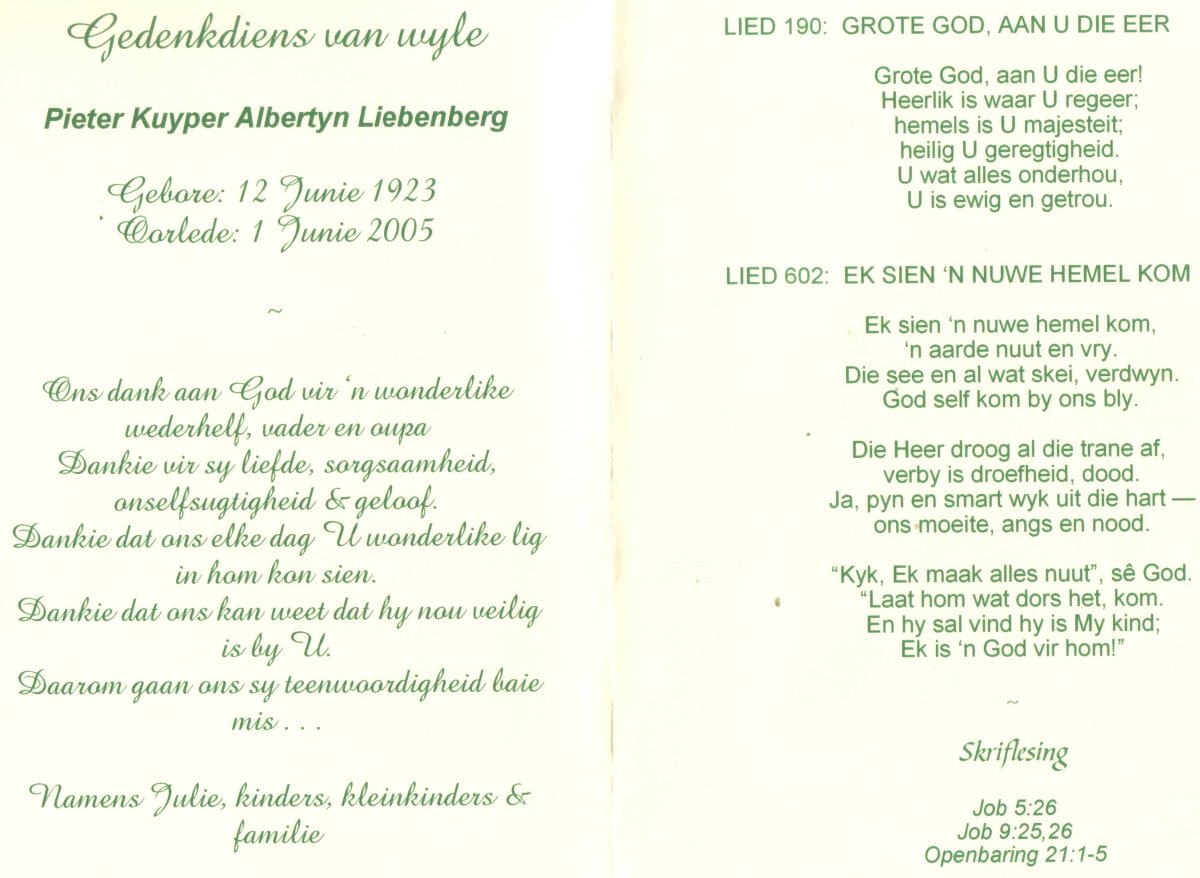 Gedenkdiens van wyle
Pieter Kuyper Albertyn Liebenberg
Gebore: 12 Junie 1923
Oorlede: 1 Junie 2005
~
Ons dank aan God vir ‘n wonderlike
wederhelf, vader en oupa
Dankie vir sy liefde, sorgsaamheid,
onselfsugtigheid & geloof.
Dankie dat ons elke dag U wonderlike lig
in hom kon sien.
Dankie dat ons kan weet dat hy nou veilig
is by U.
Daarom gaan ons sy teenwoordigheid baie
mis . . .
Namens Julie, kinders, kleinkinders &
familie
LIED 190: GROTE GOD, AAN U DIE EER
Grote God, aan U die eer!
Heerlik is waar U regeer;
hemels is U majesteit;
heilig U geregtigheid.
U wat alles onderhou,
U is ewig en getrou.
LIED 602: EK SIEN ‘N NUWE HEMEL KOM
Ek sien ‘n nuwe hemel kom,
‘n aarde nuut en vry.
Die see en al wat skei, verdwyn.
God self kom by ons bly.
Die Heer droog al die trane af,
verby is droefheid, dood.
Ja, pyn en smart wyk uit die hart —
ons moeite, angs en nood.
“Kyk, Ek maak alles nuut”, sê God.
“Laat hom wat dors het, kom.
En hy sal vind hy is My kind;
Ek is ‘n God vir hom!”
~
Skriflesing
Job 5:26
Job 9:25,26
Openbaring 21:1-5